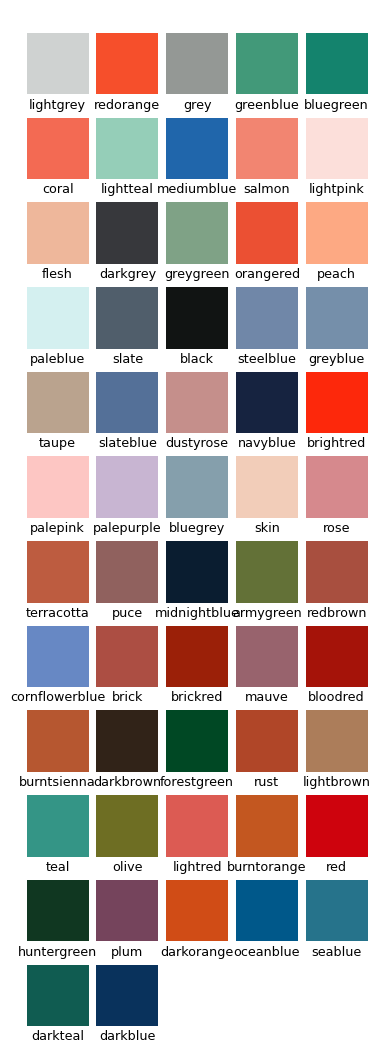 lightgrey redorange grey greenblue bluegreen
coral lightteal mediumblue salmon lightpink
flesh darkgrey greygreen orangered peach
paleblue slate black steelblue greyblue
taupe slateblue dustyrose navyblue brightred
palepink palepurple bluegrey skin rose
terracotta puce midnightblue armygreen redbrown
cornflowerblue brick brickred mauve bloodred
burntsienna darkbrown forestgreen rust lightbrown
teal olive lightred burntorange red
huntergreen plum darkorange oceanblue seablue
darkteal darkblue